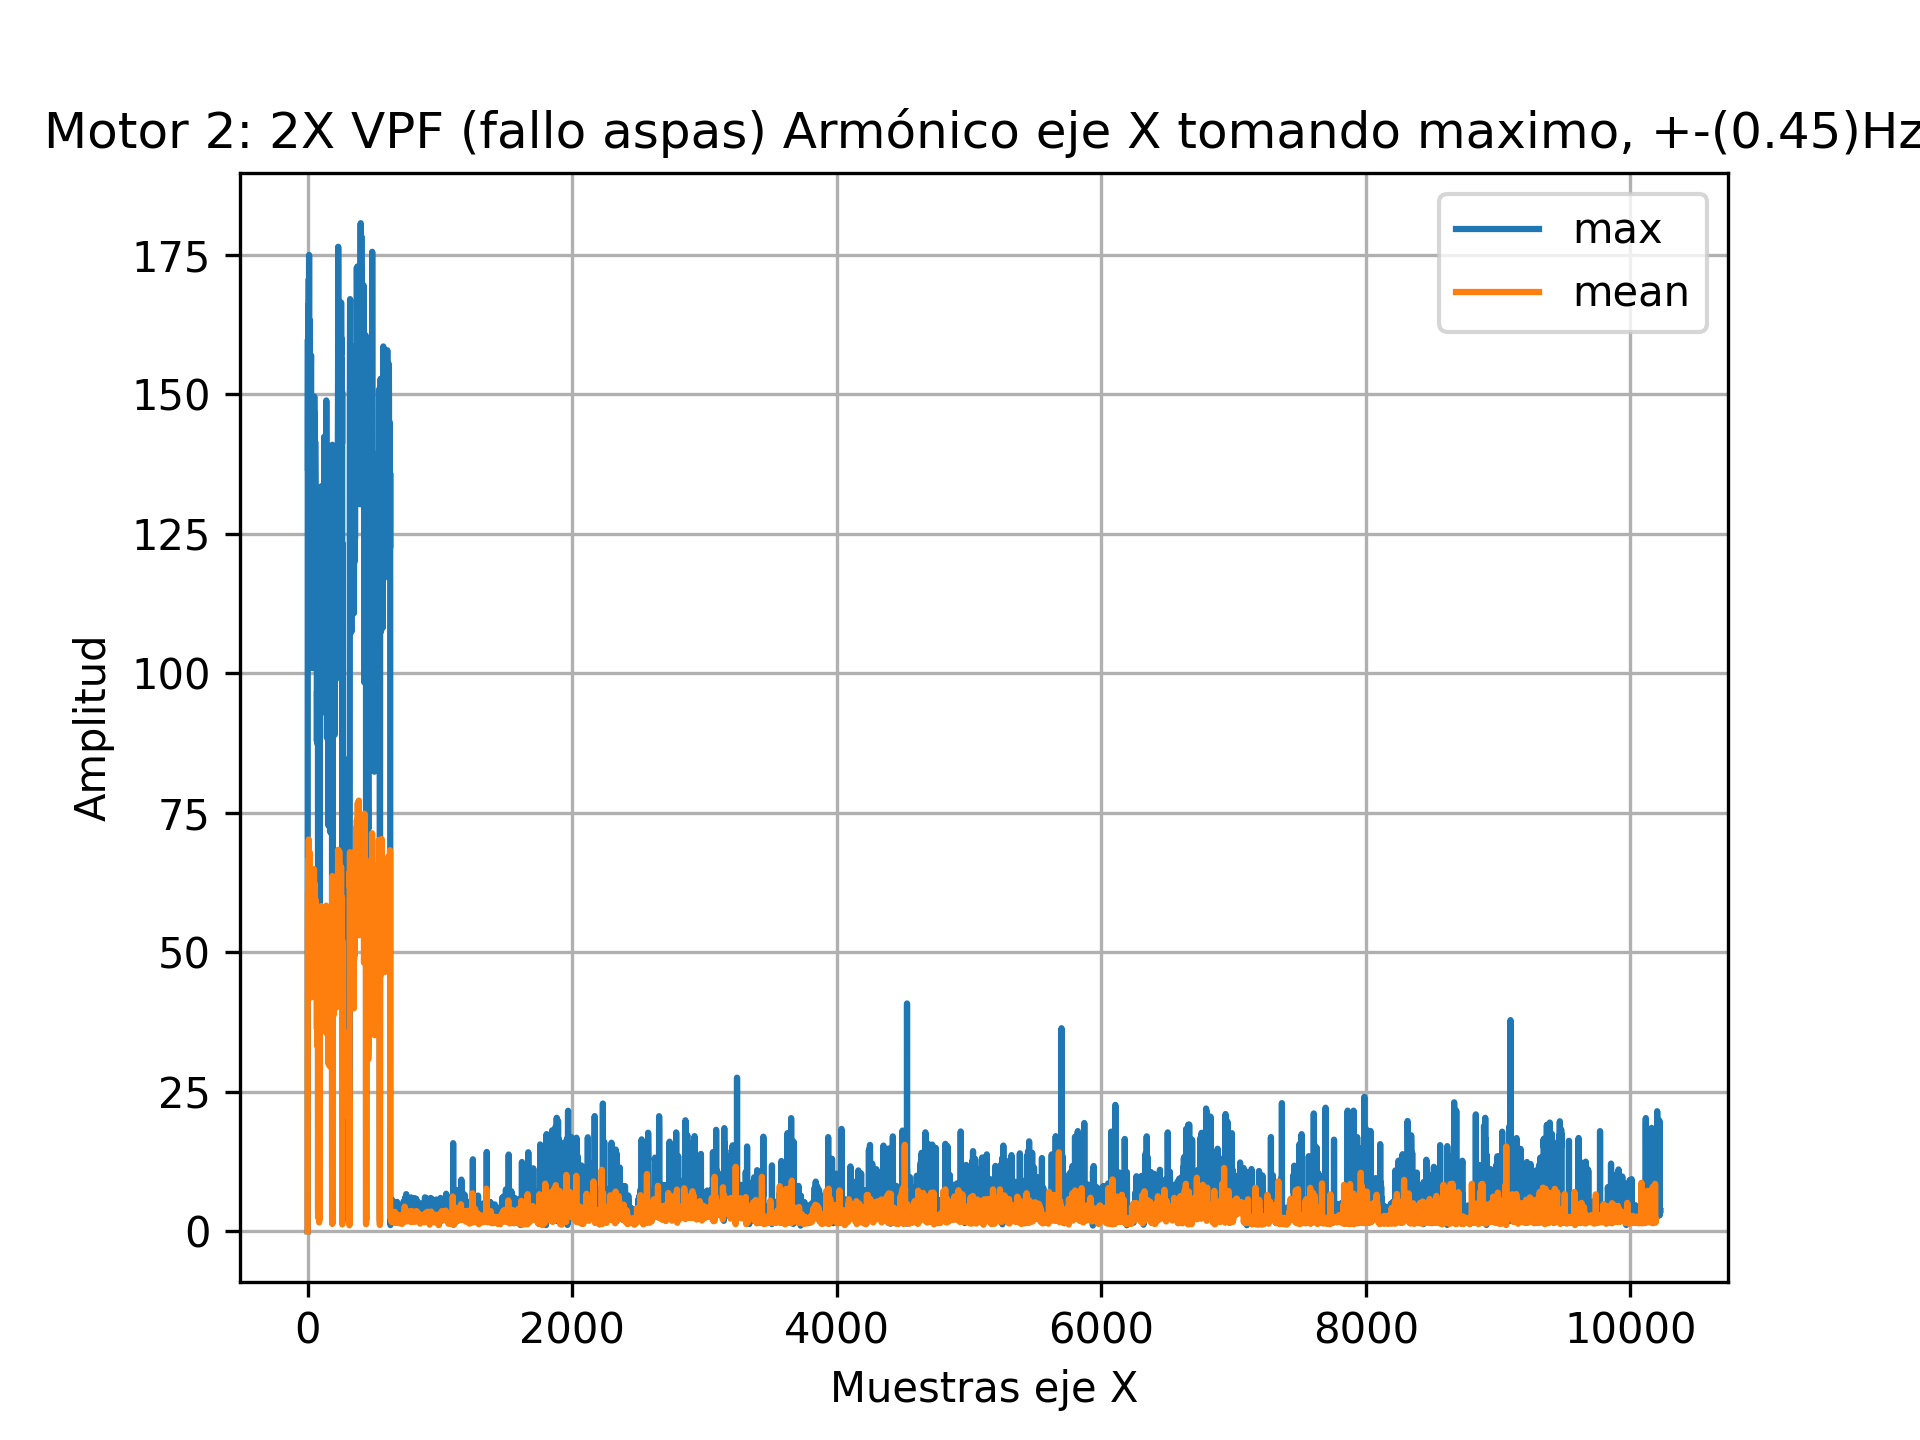 Motor 2: 2X VPF (fallo aspas) Armónico eje X tomando maximo, +-(0.45)Hz
max
mean
175
150
125
100
75
50
25
0
Amplitud
0 2000 4000 6000 8000 10000
Muestras eje X